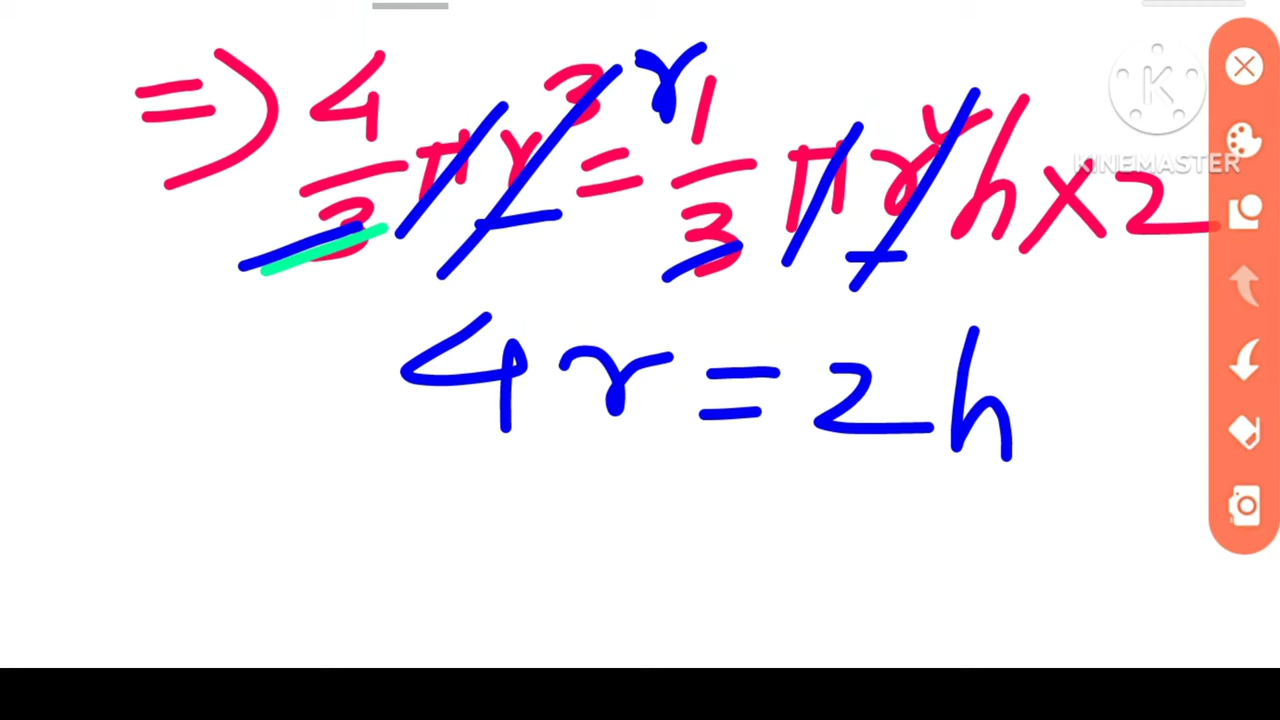 ⇒ 4/3 πr³ = r 1/3 πr²h×2
4r=2h
K
KINEMASTER